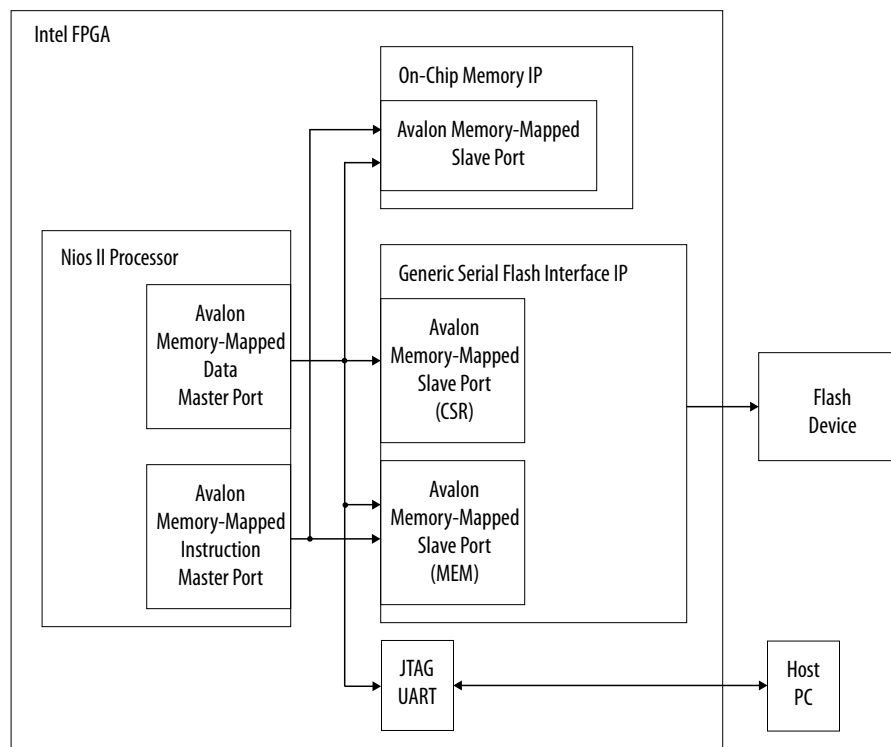 Intel FPGA
On-Chip Memory IP
Avalon Memory-Mapped
Slave Port
Nios II Processor
Avalon
Memory-Mapped
Data
Master Port
Avalon
Memory-Mapped
Instruction
Master Port
Generic Serial Flash Interface IP
Avalon
Memory-Mapped
Slave Port
(CSR)
Avalon
Memory-Mapped
Slave Port
(MEM)
Flash
Device
JTAG
UART
Host
PC